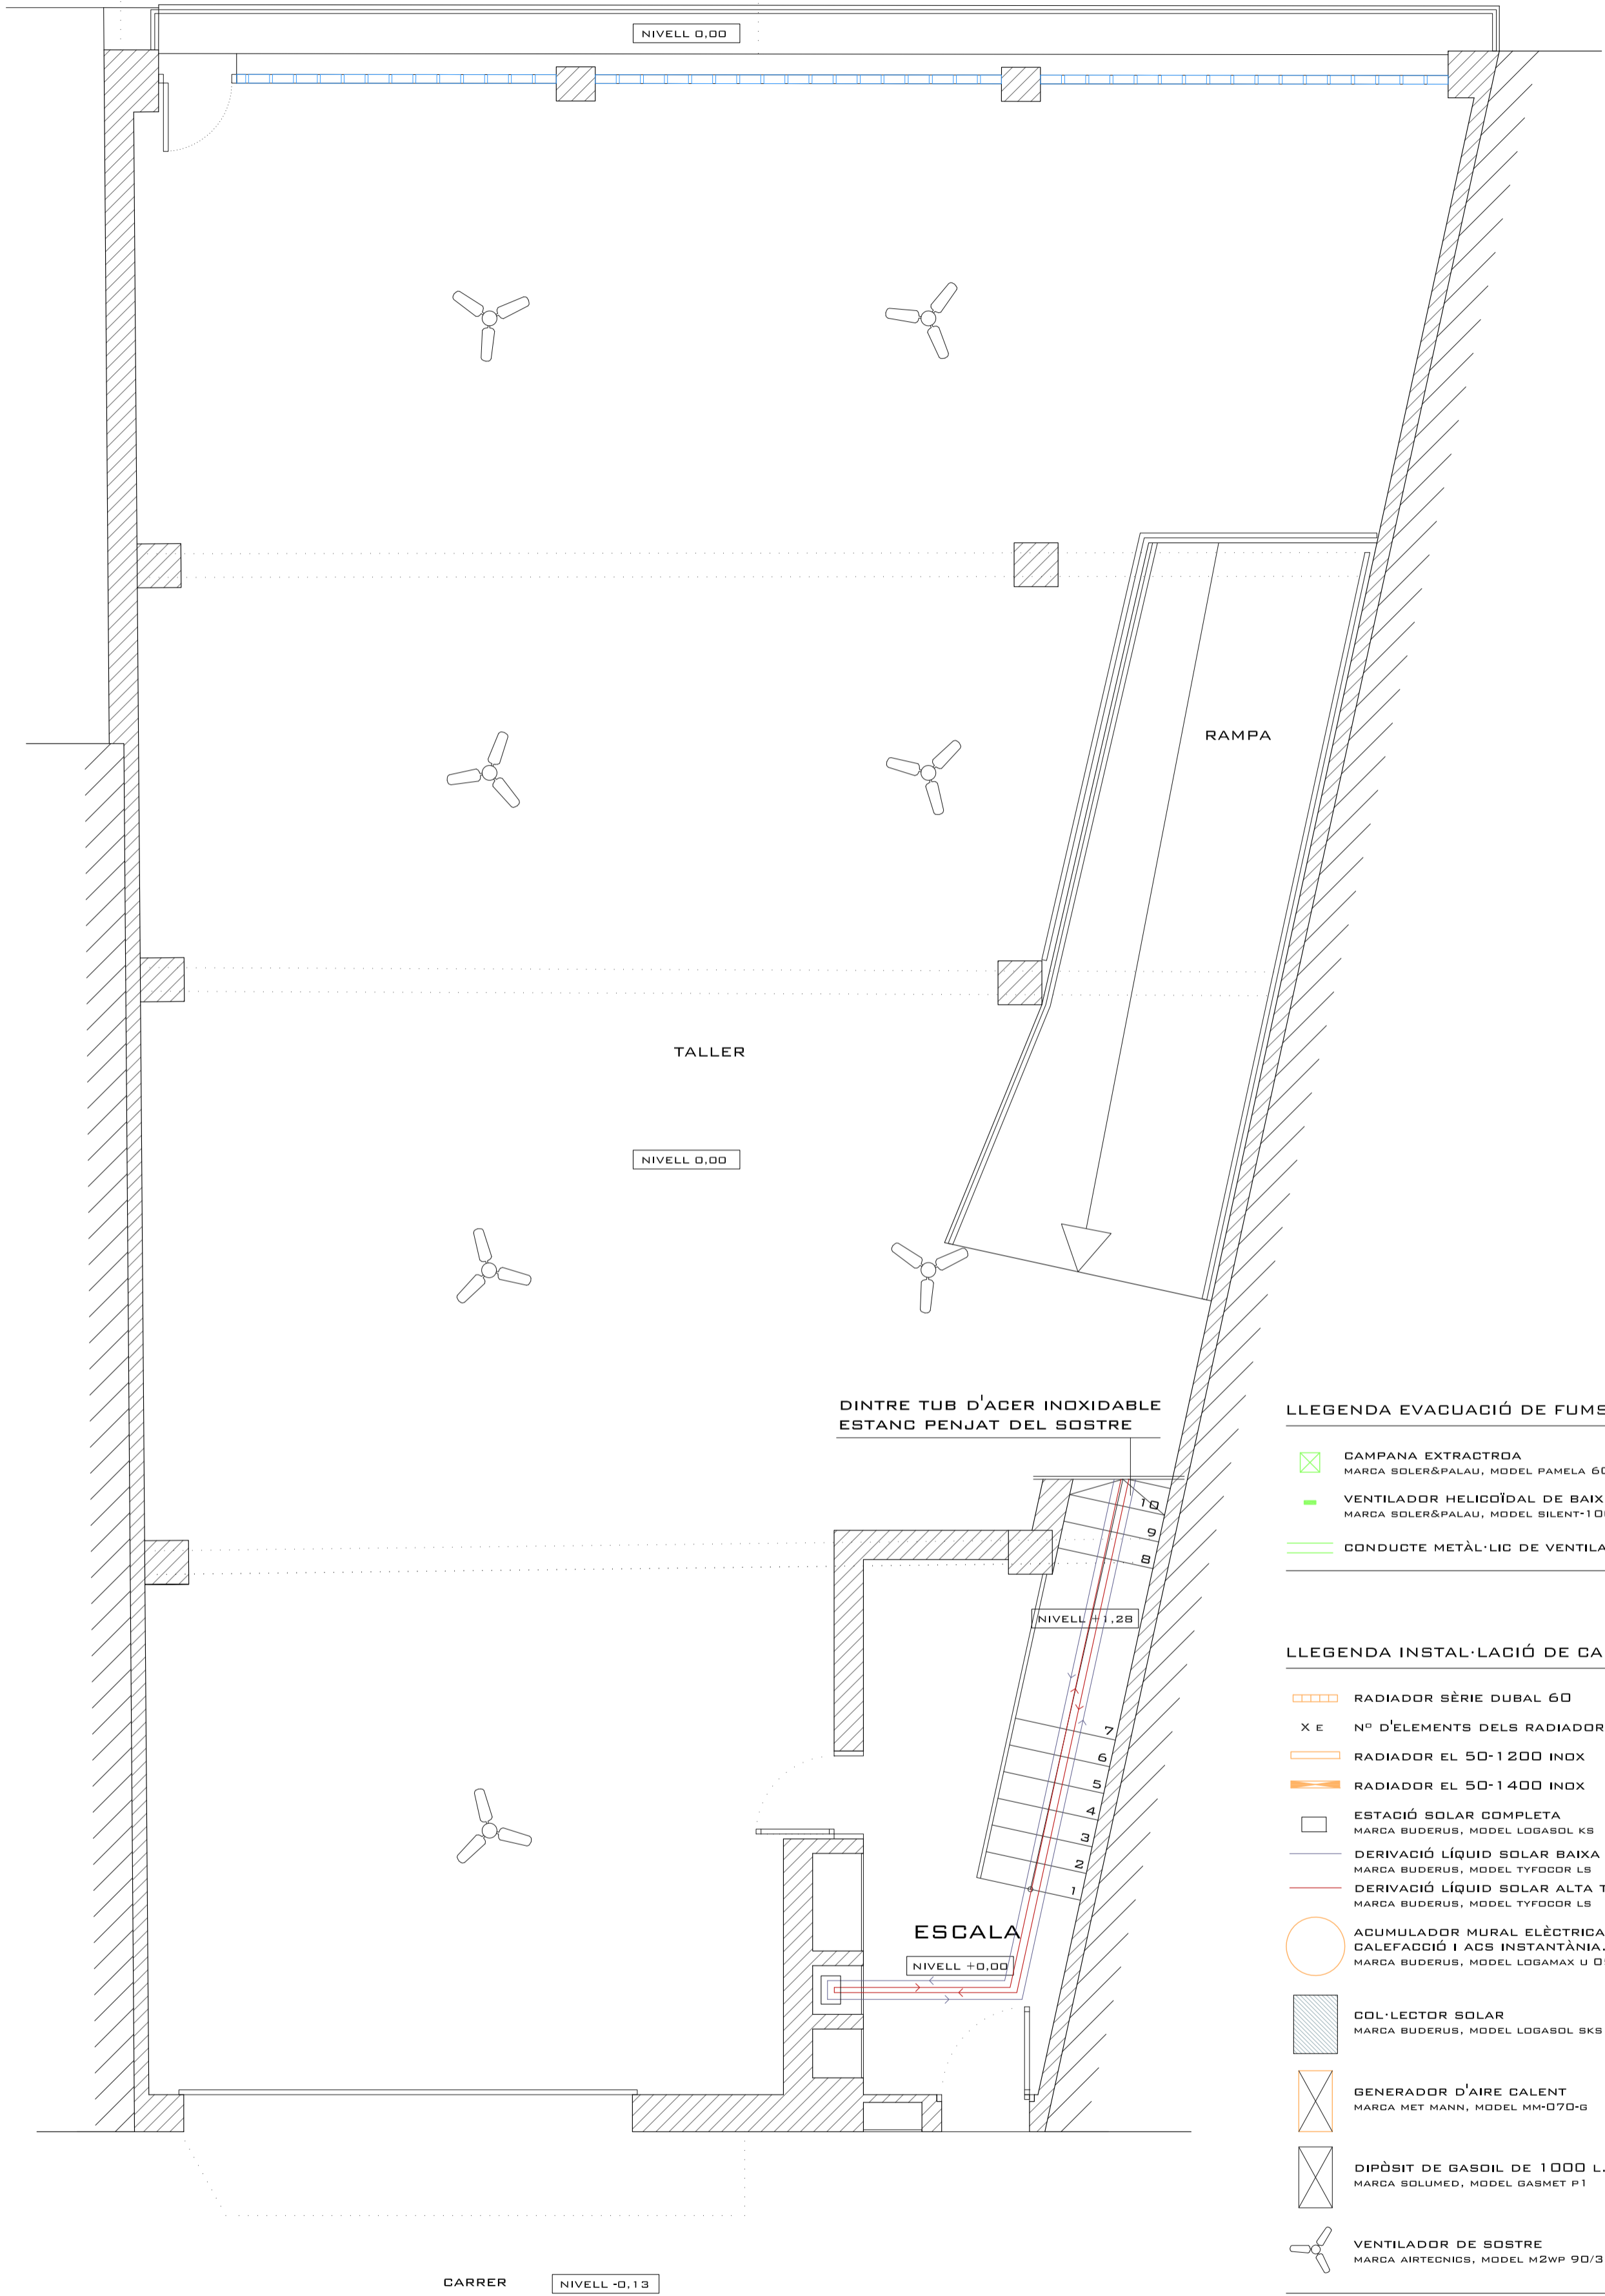 NIVELL 0,00
RAMPA
TALLER
NIVELL 0,00
DINTRE TUB D'ACER INOXIDABLE
ESTANC PENJAT DEL SOSTRE
10
9
8
NIVELL +1,28
7
6
5
4
3
2
1
ESCALA
NIVELL +0,00
CARRER
NIVELL -0,13
LLEGENDA EVACUACIÓ DE FUMS
CAMPANA EXTRACTROA
MARCA SOLER&PALAU, MODEL PAMELA
VENTILADOR HELICOÏDAL DE
MARCA SOLER&PALAU, MODEL
CONDUCTE METÀL·LIC DE
LLEGENDA INSTAL·LACIÓ DE
RADIADOR SÈRIE DUBAL 60
X E
Nº D'ELEMENTS DELS
RADIADOR EL 50-1200 INOX
RADIADOR EL 50-1400 INOX
ESTACIÓ SOLAR COMPLETA
MARCA BUDERUS, MODEL LOGASOL KS
DERIVACIÓ LÍQUID SOLAR BAIXA
MARCA BUDERUS, MODEL TYFOCOR LS
DERIVACIÓ LÍQUID SOLAR ALTA
MARCA BUDERUS, MODEL TYFOCOR LS
ACUMULADOR MURAL ELÈCTRICA
CALEFACCIÓ I ACS INSTANTÀNIA.
MARCA BUDERUS, MODEL LOGAMAX U
COL·LECTOR SOLAR
MARCA BUDERUS, MODEL LOGASOL SKS
GENERADOR D'AIRE CALENT
MARCA MET MANN, MODEL MM-070-G
DIPÒSIT DE GASOIL DE 1000 L.
MARCA SOLUMED, MODEL GASMET P1
VENTILADOR DE SOSTRE
MARCA AIRTECNICS, MODEL M2WP